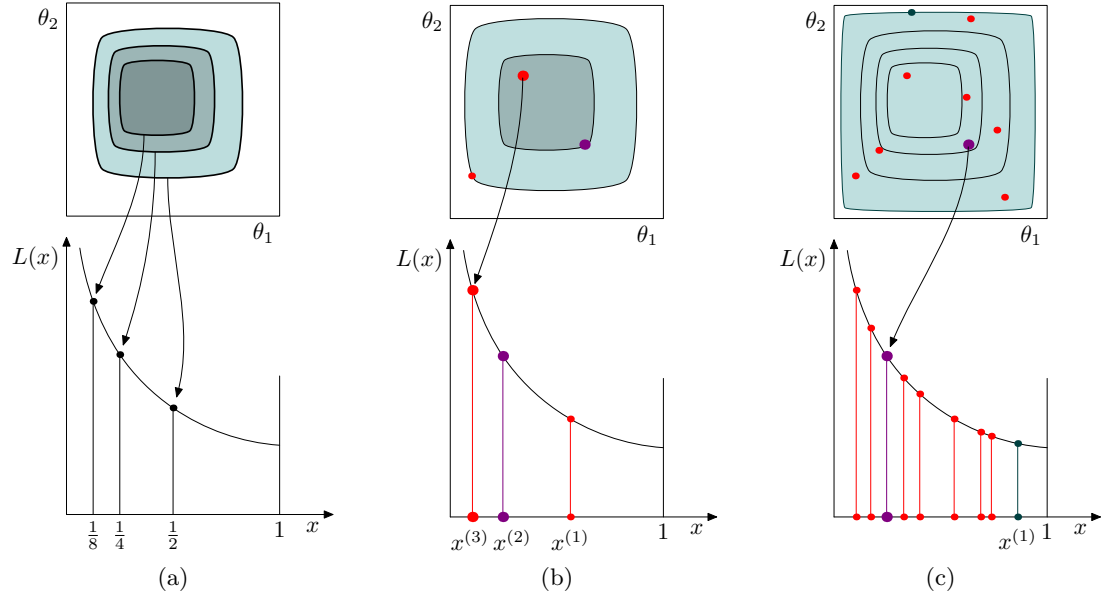 θ₂
θ₁
L(x)
1/8 1/4 1/2 1 x
(a)
θ₂
θ₁
L(x)
x⁽³⁾ x⁽²⁾ x⁽¹⁾ 1 x
(b)
θ₂
θ₁
L(x)
x⁽¹⁾ 1 x
(c)